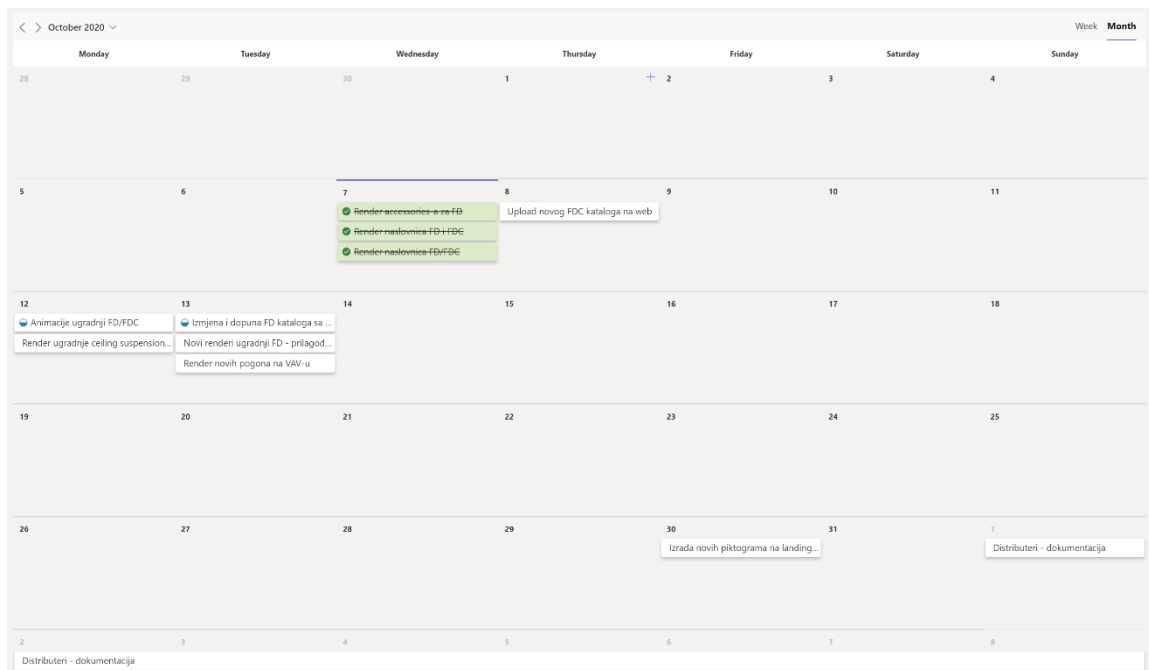 October 2020
Week Month
Monday Tuesday Wednesday Thursday Friday Saturday Sunday
28 29 30 1 2 3 4
5 6 7 8 9 10 11
Render accessories-a za FD
Upload novog FDC kataloga na web
Render naslovnica FD i FDC
Render naslovnica FD/FDC
12 13 14 15 16 17 18
Animacije ugradnji FD/FDC
Izmjena i dopuna FD kataloga sa ...
Render ugradnje ceiling suspension...
Novi renderi ugradnji FD - prilagod...
Render novih pogona na VAV-u
19 20 21 22 23 24 25
26 27 28 29 30 31 1
Izrada novih piktograma na landing...
Distributeri - dokumentacija
2 3 4 5 6 7 8
Distributeri - dokumentacija